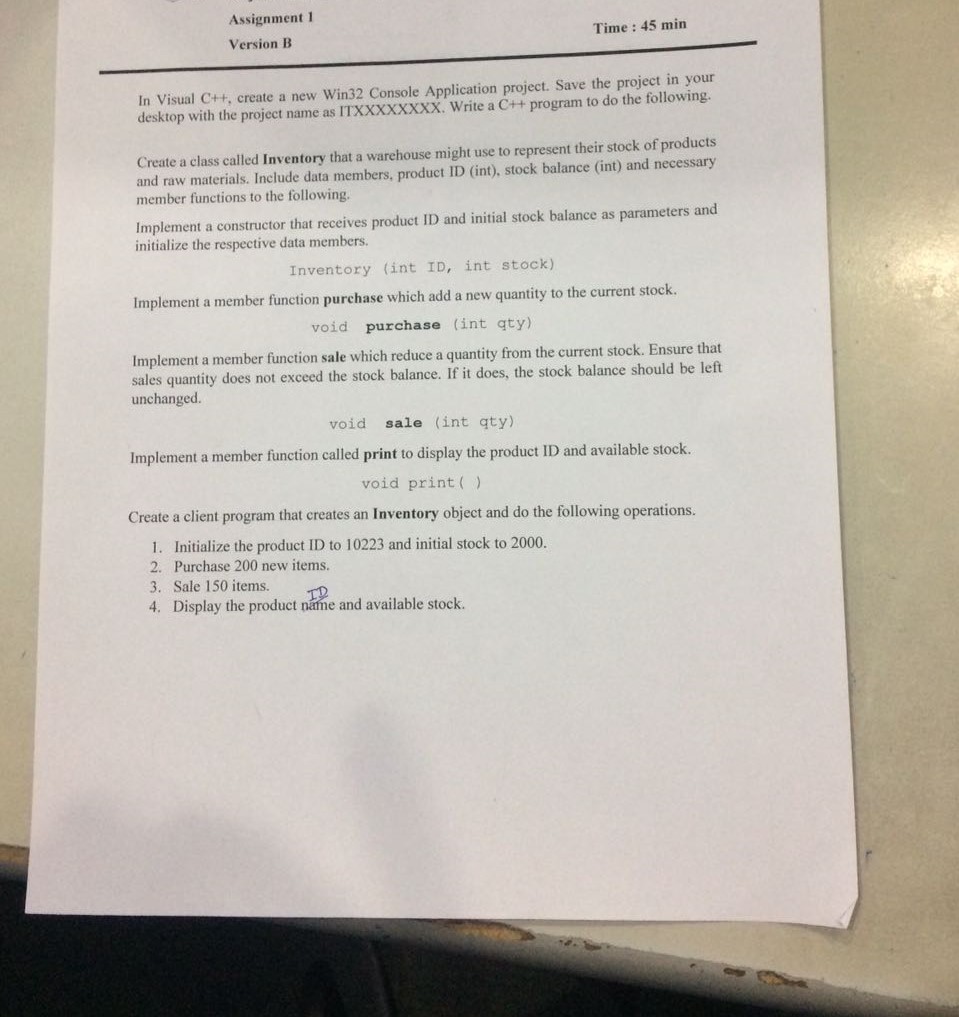 Assignment 1
Time : 45 min
Version B
In Visual C++, create a new Win32 Console Application project. Save the project in your
desktop with the project name as ITXXXXXXXX. Write a C++ program to do the following.
Create a class called Inventory that a warehouse might use to represent their stock of products
and raw materials. Include data members, product ID (int), stock balance (int) and necessary
member functions to the following.
Implement a constructor that receives product ID and initial stock balance as parameters and
initialize the respective data members.
Inventory (int ID, int stock)
Implement a member function purchase which add a new quantity to the current stock.
void purchase (int qty)
Implement a member function sale which reduce a quantity from the current stock. Ensure that
sales quantity does not exceed the stock balance. If it does, the stock balance should be left
unchanged.
void sale (int qty)
Implement a member function called print to display the product ID and available stock.
void print( )
Create a client program that creates an Inventory object and do the following operations.
1. Initialize the product ID to 10223 and initial stock to 2000.
2. Purchase 200 new items.
3. Sale 150 items.
ID
4. Display the product name and available stock.